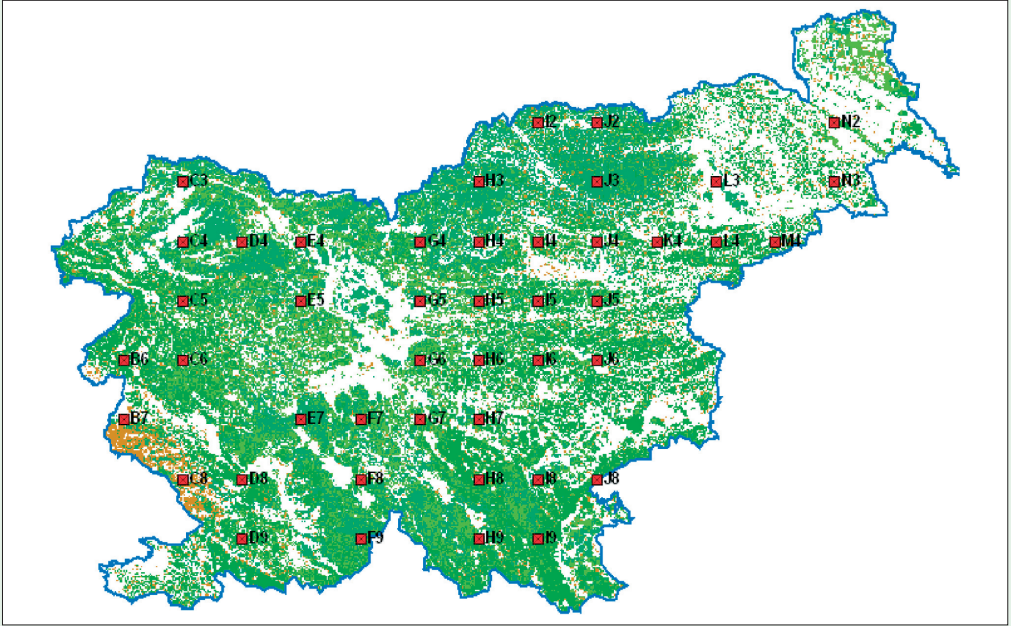 I2 J2 N2
C3 H3 J3 L3 N3
C4 D4 E4 G4 H4 I4 J4 K4 L4 M4
C5 E5 G5 H5 I5 J5
B6 C6 G6 H6 I6 J6
B7 E7 F7 G7 H7
C8 D8 F8 H8 I8 J8
D9 F9 H9 I9